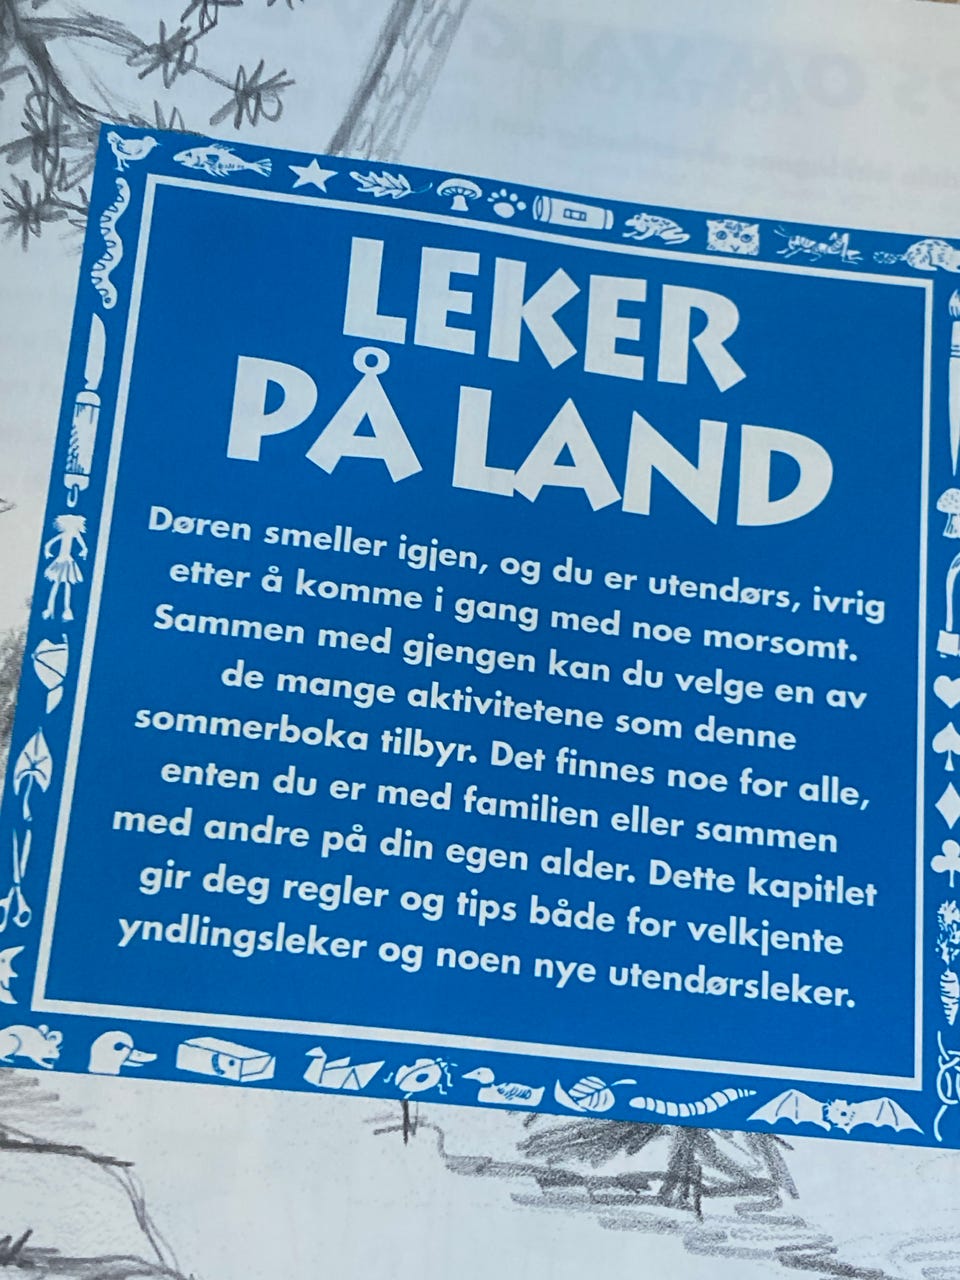 LEKER
PÅ LAND
Døren smeller igjen, og du er utendørs, ivrig
etter å komme i gang med noe morsomt.
Sammen med gjengen kan du velge en av
de mange aktivitetene som denne
sommerboka tilbyr. Det finnes noe for alle,
enten du er med familien eller sammen
med andre på din egen alder. Dette kapitlet
gir deg regler og tips både for velkjente
yndlingsleker og noen nye utendørsleker.